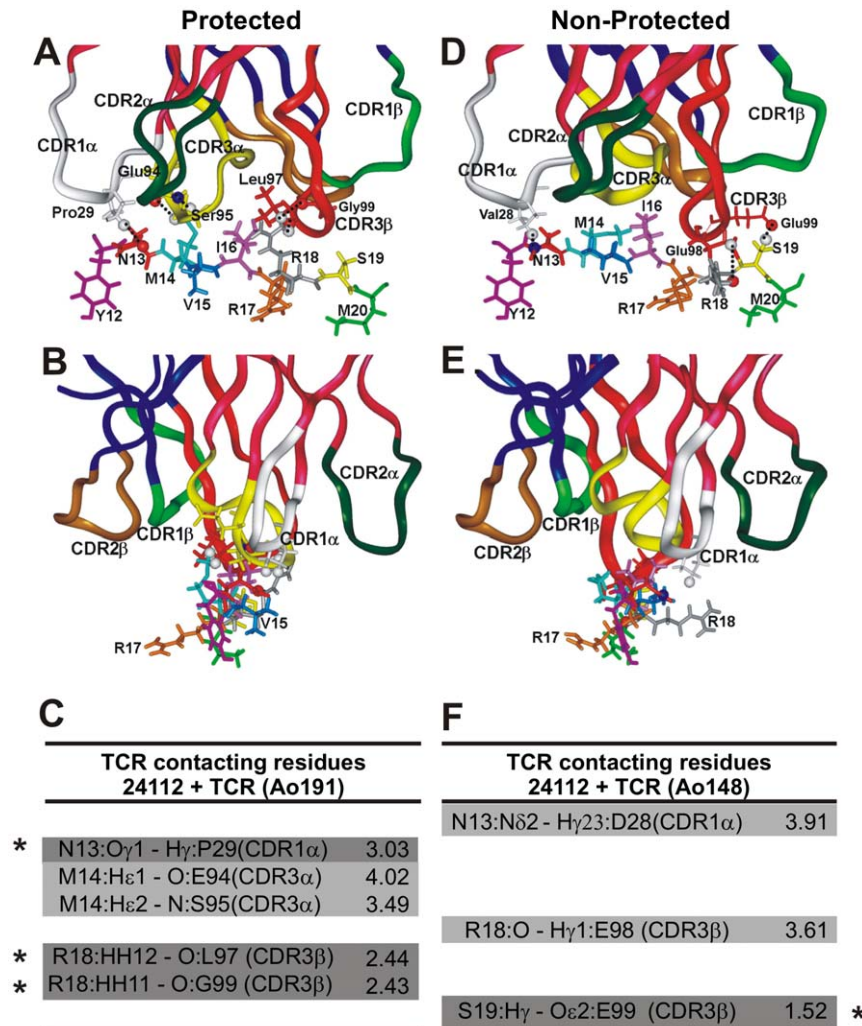 Protected
Non-Protected
A
CDR2α
CDR1α
Glu94
CDR3α
CDR1β
Leu97
Pro29
Ser95
Gly99
CDR3β
I16
N13
M14
R18
S19
V15
R17
Y12
M20
D
CDR1β
CDR2α
CDR1α
CDR3α
Val28
I16
CDR3β
M14
Glu99
N13
Glu98
S19
V15
R18
Y12
R17
M20
B
CDR2α
CDR1β
CDR1α
CDR2β
V15
R17
E
CDR2α
CDR1β
CDR1α
CDR2β
R18
R17
C
TCR contacting residues
24112 + TCR (Ao191)
* N13:Oγ1 - Hγ:P29(CDR1α) 3.03
M14:Hε1 - O:E94(CDR3α) 4.02
M14:Hε2 - N:S95(CDR3α) 3.49
* R18:HH12 - O:L97 (CDR3β) 2.44
* R18:HH11 - O:G99 (CDR3β) 2.43
F
TCR contacting residues
24112 + TCR (Ao148)
N13:Nδ2 - Hγ23:D28(CDR1α) 3.91
R18:O - Hγ1:E98 (CDR3β) 3.61
S19:Hγ - Oε2:E99 (CDR3β) 1.52 *